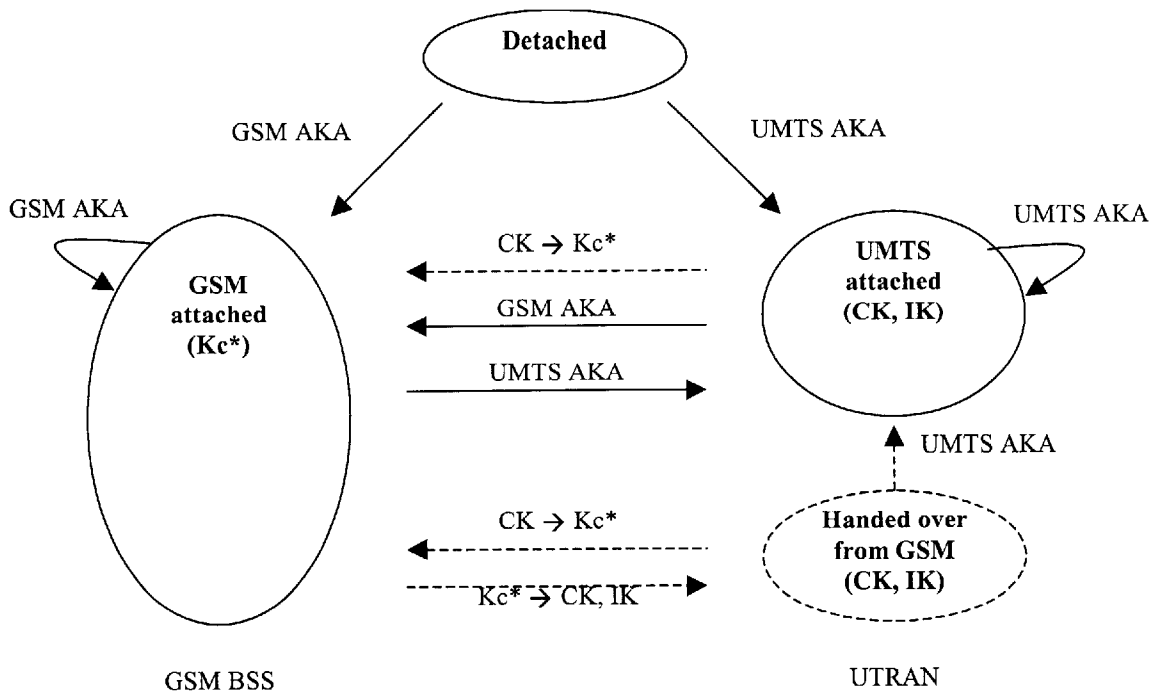 Detached
GSM AKA
UMTS AKA
GSM AKA
UMTS AKA
CK → Kc*
GSM
attached
(Kc*)
UMTS
attached
(CK, IK)
GSM AKA
UMTS AKA
UMTS AKA
CK → Kc*
Handed over
from GSM
(CK, IK)
Kc* → CK, IK
GSM BSS
UTRAN